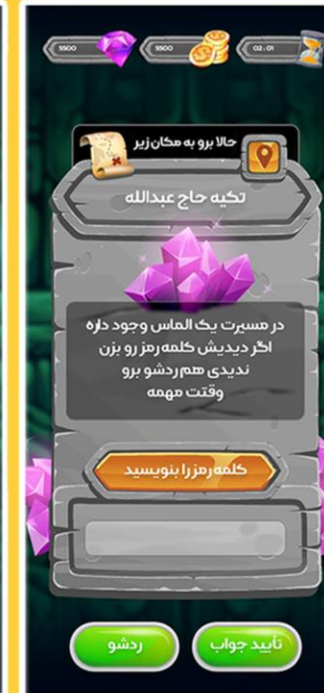 5500
5500
02:01
حالا برو به مکان زیر
تکیه حاج عبدالله
در مسیرت یک الماس وجود داره
اگر دیدیش کلمه رمز رو بزن
ندیدی هم ردشو برو
وقتت مهمه
کلمه رمز را بنویسید
تأیید جواب
ردشو